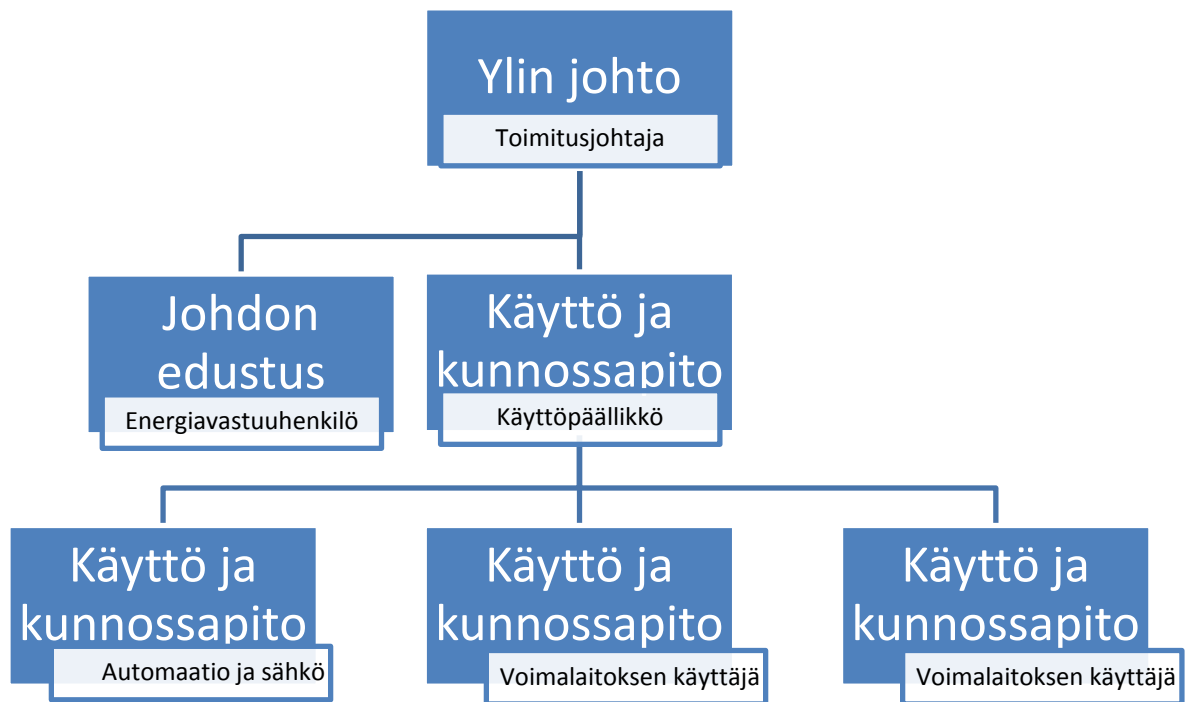 Ylin johto
Toimitusjohtaja
Johdon
edustus
Energiavastuuhenkilö
Käyttö ja
kunnossapito
Käyttöpäällikkö
Käyttö ja
kunnossapito
Automaatio ja sähkö
Käyttö ja
kunnossapito
Voimalaitoksen käyttäjä
Käyttö ja
kunnossapito
Voimalaitoksen käyttäjä